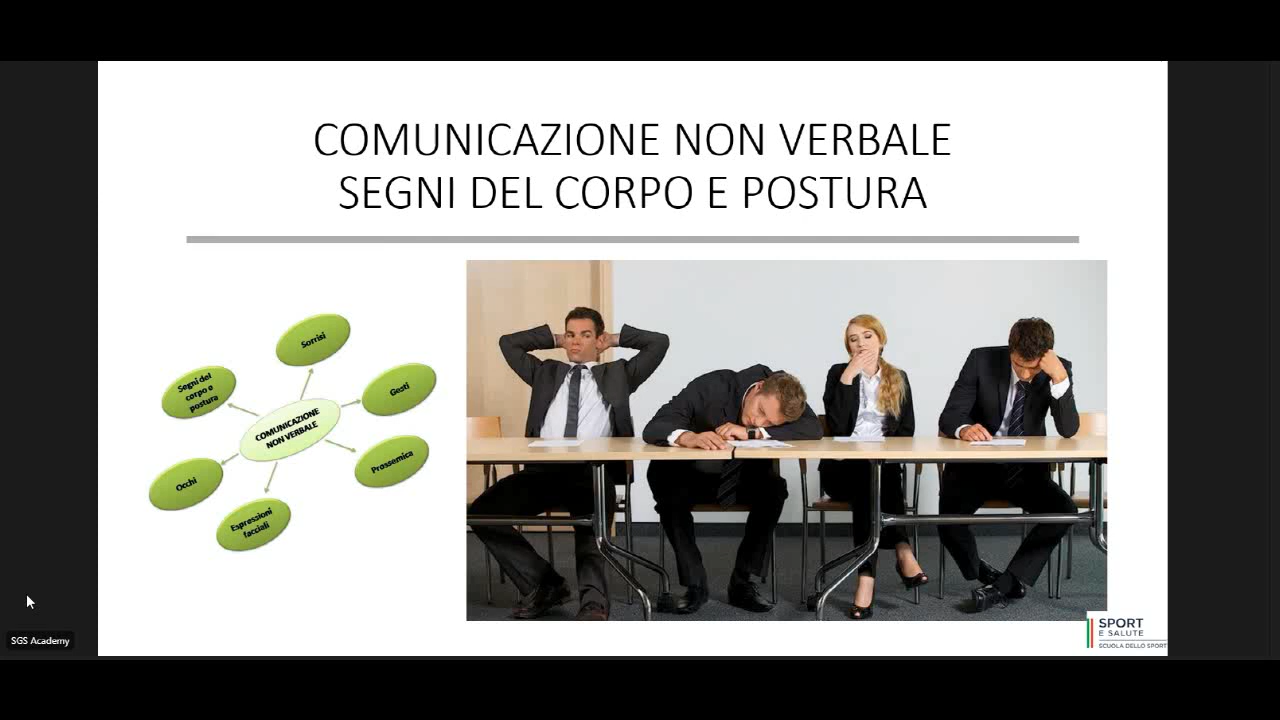 COMUNICAZIONE NON VERBALE
SEGNI DEL CORPO E POSTURA
Sorrisi
Segni del
corpo e
postura
Gesti
COMUNICAZIONE
NON VERBALE
Prossemica
Occhi
Espressioni
facciali
SPORT
E SALUTE
SCUOLA DELLO SPORT
SGS Academy